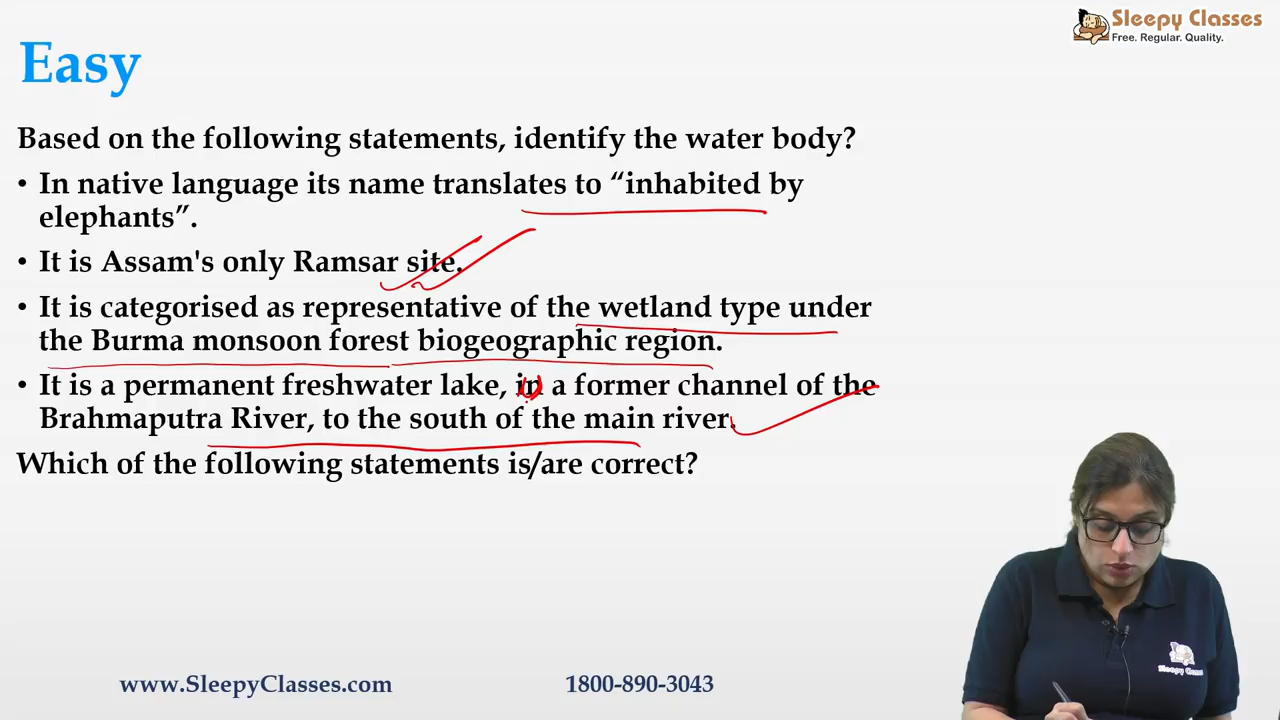 Sleepy Classes
Free. Regular. Quality.
Easy
Based on the following statements, identify the water body?
• In native language its name translates to “inhabited by
elephants”.
• It is Assam's only Ramsar site.
• It is categorised as representative of the wetland type under
the Burma monsoon forest biogeographic region.
• It is a permanent freshwater lake, in a former channel of the
Brahmaputra River, to the south of the main river.
Which of the following statements is/are correct?
Sleepy Classes
www.SleepyClasses.com
1800-890-3043